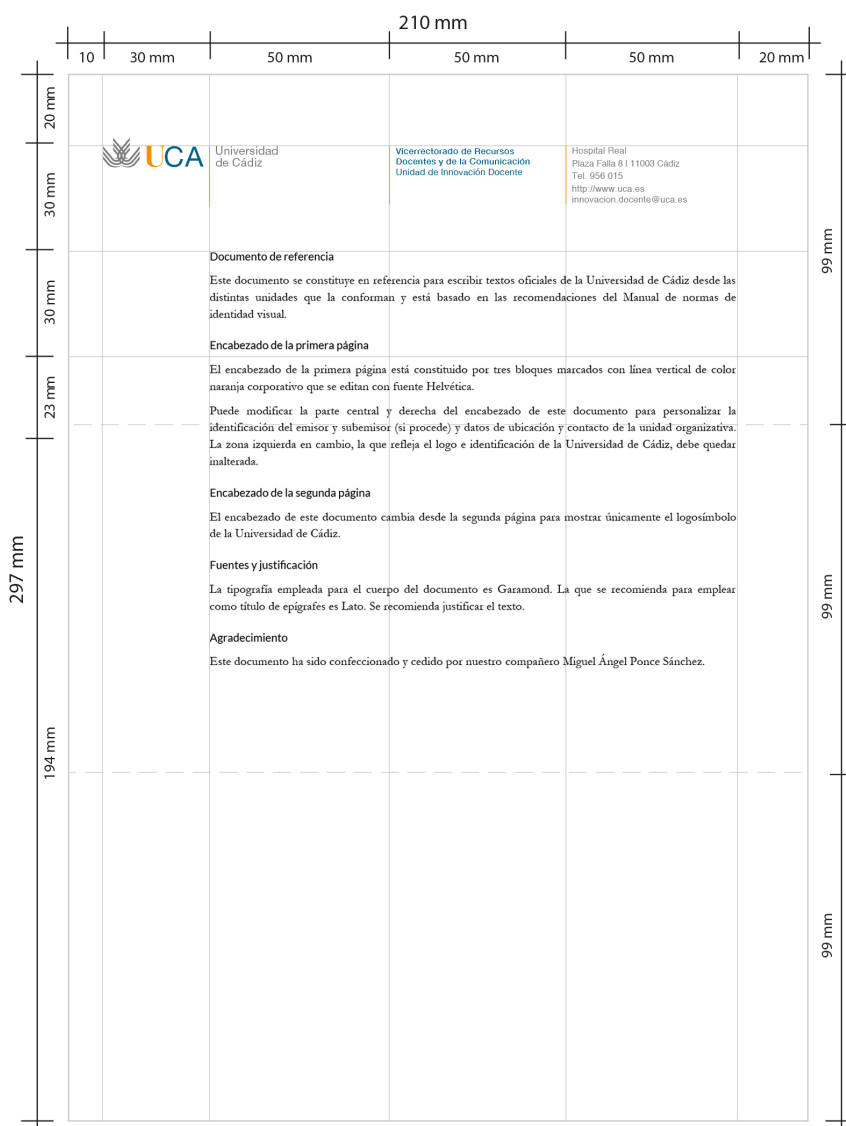 210 mm
10
30 mm
50 mm
50 mm
50 mm
20 mm
20 mm
30 mm
30 mm
23 mm
297 mm
194 mm
99 mm
99 mm
99 mm
UCA
Universidad
de Cádiz
Vicerrectorado de Recursos
Docentes y de la Comunicación
Unidad de Innovación Docente
Hospital Real
Plaza Falla 8 | 11003 Cádiz
Tel. 956 015
http://www.uca.es
innovacion.docente@uca.es
Documento de referencia
Este documento se constituye en referencia para escribir textos oficiales de la Universidad de Cádiz desde las
distintas unidades que la conforman y está basado en las recomendaciones del Manual de normas de
identidad visual.
Encabezado de la primera página
El encabezado de la primera página está constituido por tres bloques marcados con línea vertical de color
naranja corporativo que se editan con fuente Helvética.
Puede modificar la parte central y derecha del encabezado de este documento para personalizar la
identificación del emisor y subemisor (si procede) y datos de ubicación y contacto de la unidad organizativa.
La zona izquierda en cambio, la que refleja el logo e identificación de la Universidad de Cádiz, debe quedar
inalterada.
Encabezado de la segunda página
El encabezado de este documento cambia desde la segunda página para mostrar únicamente el logosímbolo
de la Universidad de Cádiz.
Fuentes y justificación
La tipografía empleada para el cuerpo del documento es Garamond. La que se recomienda para emplear
como título de epígrafes es Lato. Se recomienda justificar el texto.
Agradecimiento
Este documento ha sido confeccionado y cedido por nuestro compañero Miguel Ángel Ponce Sánchez.